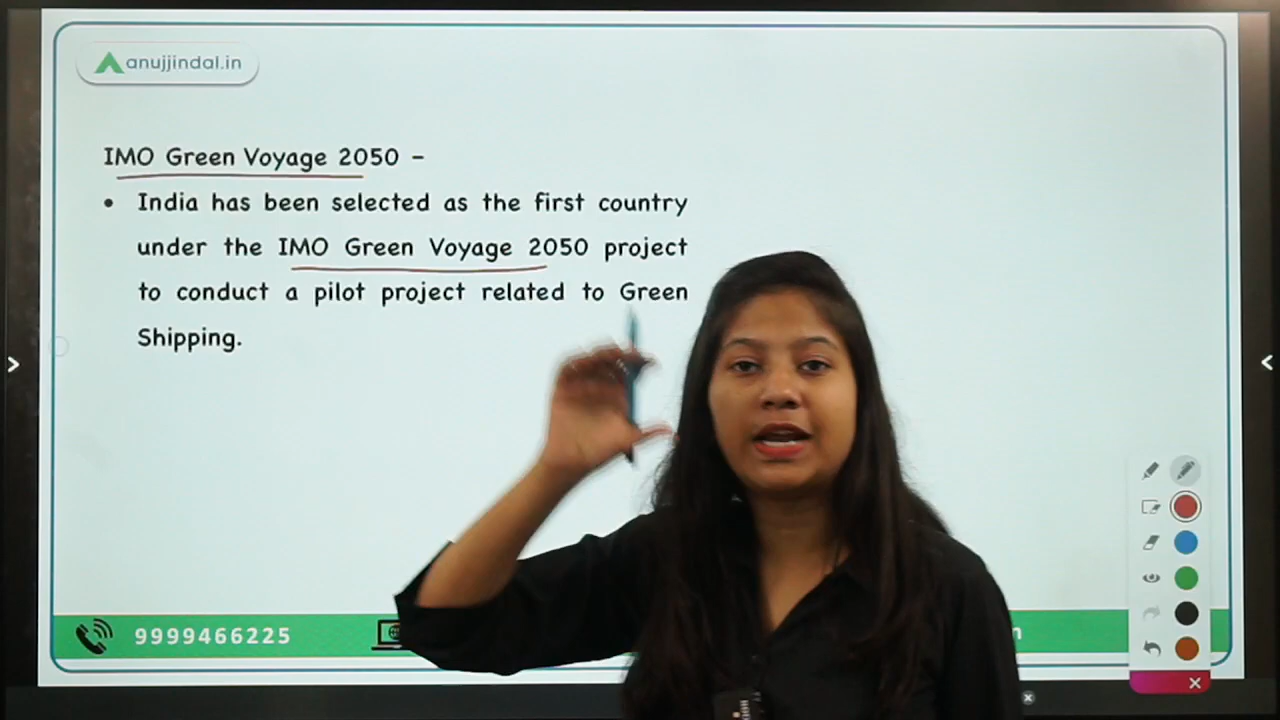 anujjindal.in
IMO Green Voyage 2050 –
• India has been selected as the first country
under the IMO Green Voyage 2050 project
to conduct a pilot project related to Green
Shipping.
9999466225